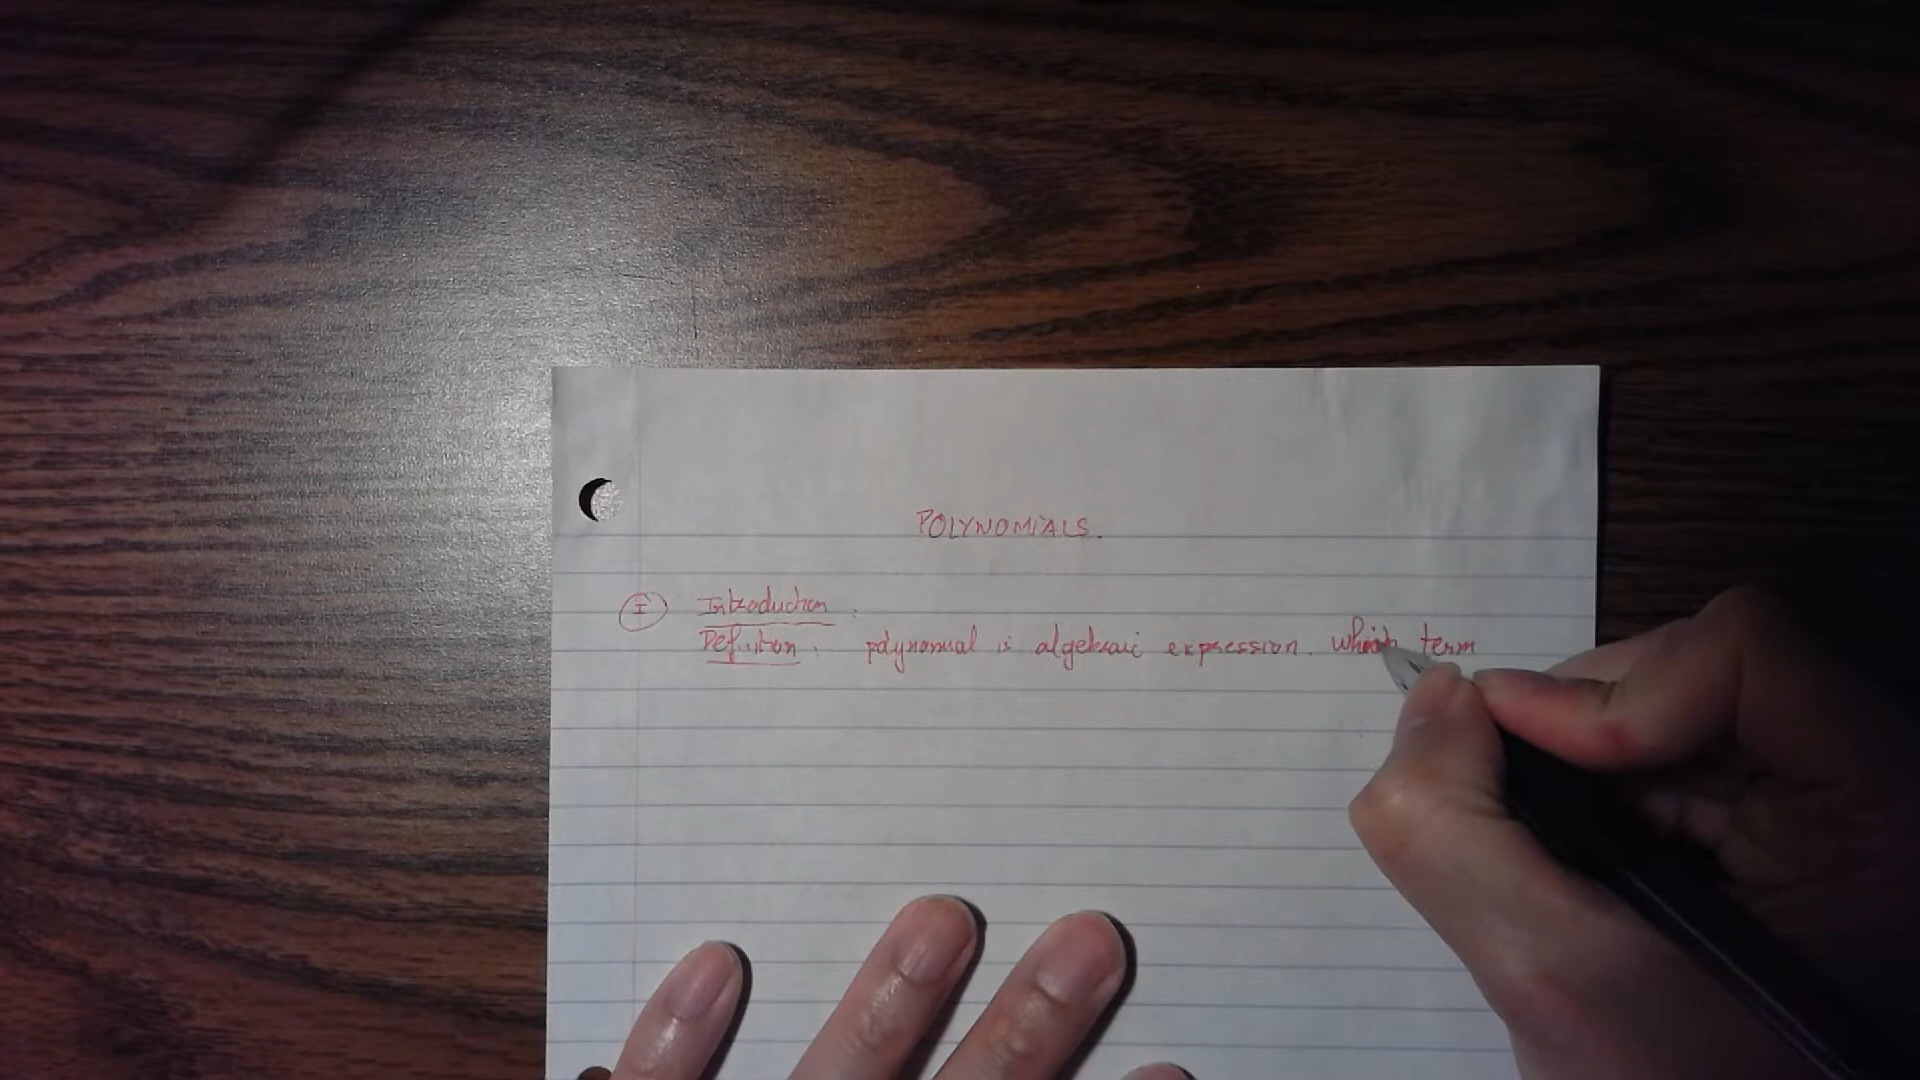 POLYNOMIALS.
I Introduction.
Definition. polynomial is algebraic expression. which term